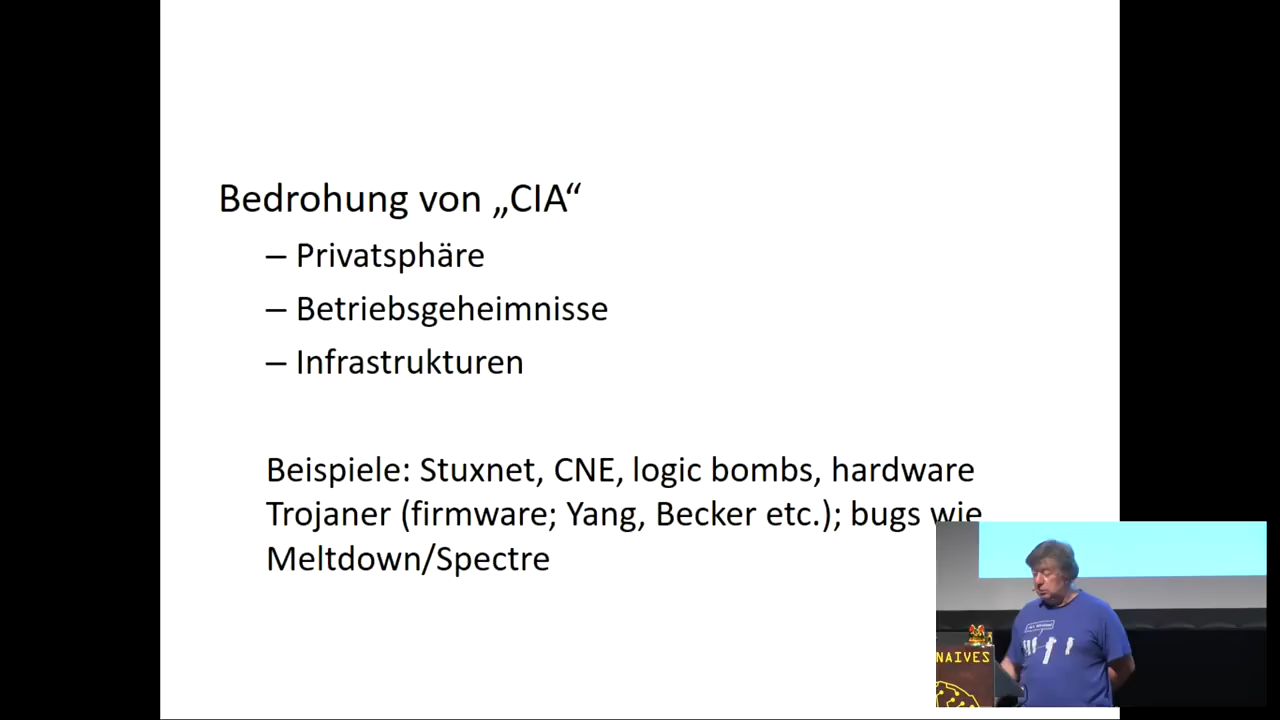 Bedrohung von „CIA“
– Privatsphäre
– Betriebsgeheimnisse
– Infrastrukturen
Beispiele: Stuxnet, CNE, logic bombs, hardware
Trojaner (firmware; Yang, Becker etc.); bugs wie
Meltdown/Spectre
NAIVES